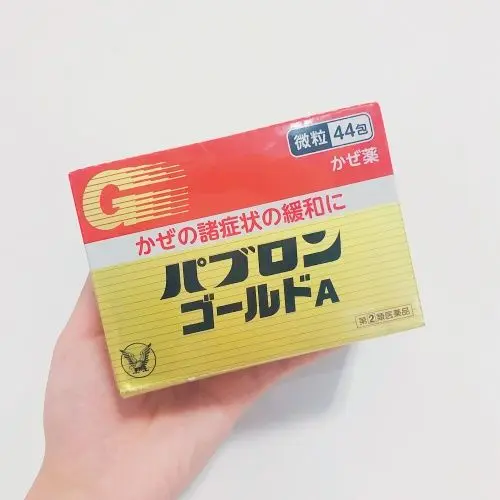 微粒 44包
かぜ薬
G
かぜの諸症状の緩和に
パブロン
ゴールドA
第②類医薬品